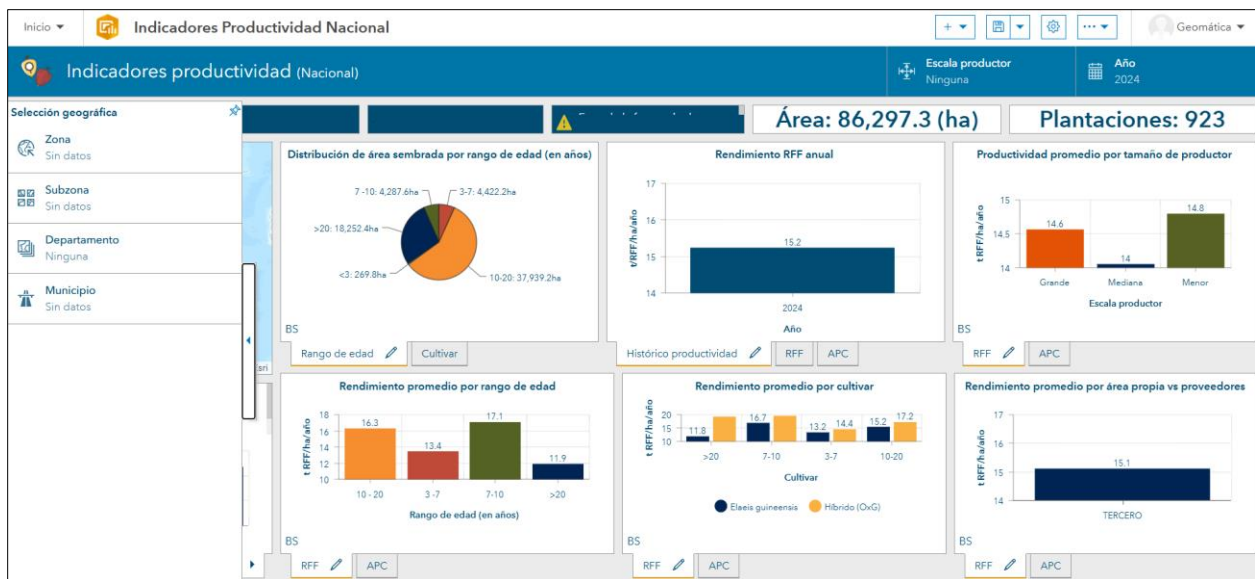 Inicio
Indicadores Productividad Nacional
Geomática
Indicadores productividad (Nacional)
Escala productor
Ninguna
Año
2024
Selección geográfica
Zona
Sin datos
Subzona
Sin datos
Departamento
Ninguna
Municipio
Sin datos
Área: 86,297.3 (ha)
Plantaciones: 923
sri
Distribución de área sembrada por rango de edad (en años)
7 -10: 4,287.6ha
3-7: 4,422.2ha
>20: 18,252.4ha
<3: 269.8ha
10-20: 37,939.2ha
BS
Rango de edad
Cultivar
Rendimiento RFF anual
t/RFF/ha/año
17
16
15
14
15.2
2024
Año
Histórico productividad
RFF
APC
Productividad promedio por tamaño de productor
t RFF/ha/año
15
14.5
14
14.6
14
14.8
Grande
Mediana
Menor
Escala productor
BS
RFF
APC
Rendimiento promedio por rango de edad
t RFF/ha/año
18
16
14
12
10
16.3
13.4
17.1
11.9
10 - 20
3 -7
7-10
>20
Rango de edad (en años)
BS
RFF
APC
Rendimiento promedio por cultivar
t RFF/ha/año
20
15
10
11.8
16.7
13.2
14.4
15.2
17.2
>20
7-10
3-7
10-20
Cultivar
Elaeis guineensis
Híbrido (OxG)
BS
RFF
APC
Rendimiento promedio por área propia vs proveedores
t RFF/ha/año
17
16
15
14
15.1
TERCERO
BS
RFF
APC